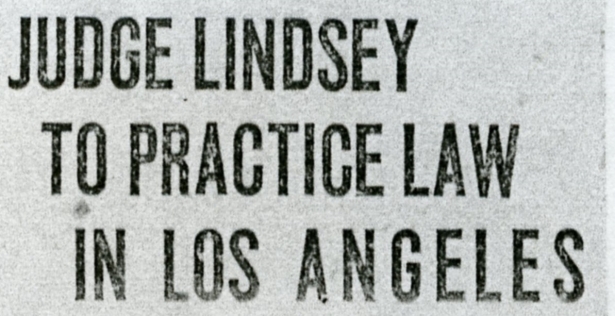 JUDGE LINDSEY
TO PRACTICE LAW
IN LOS ANGELES